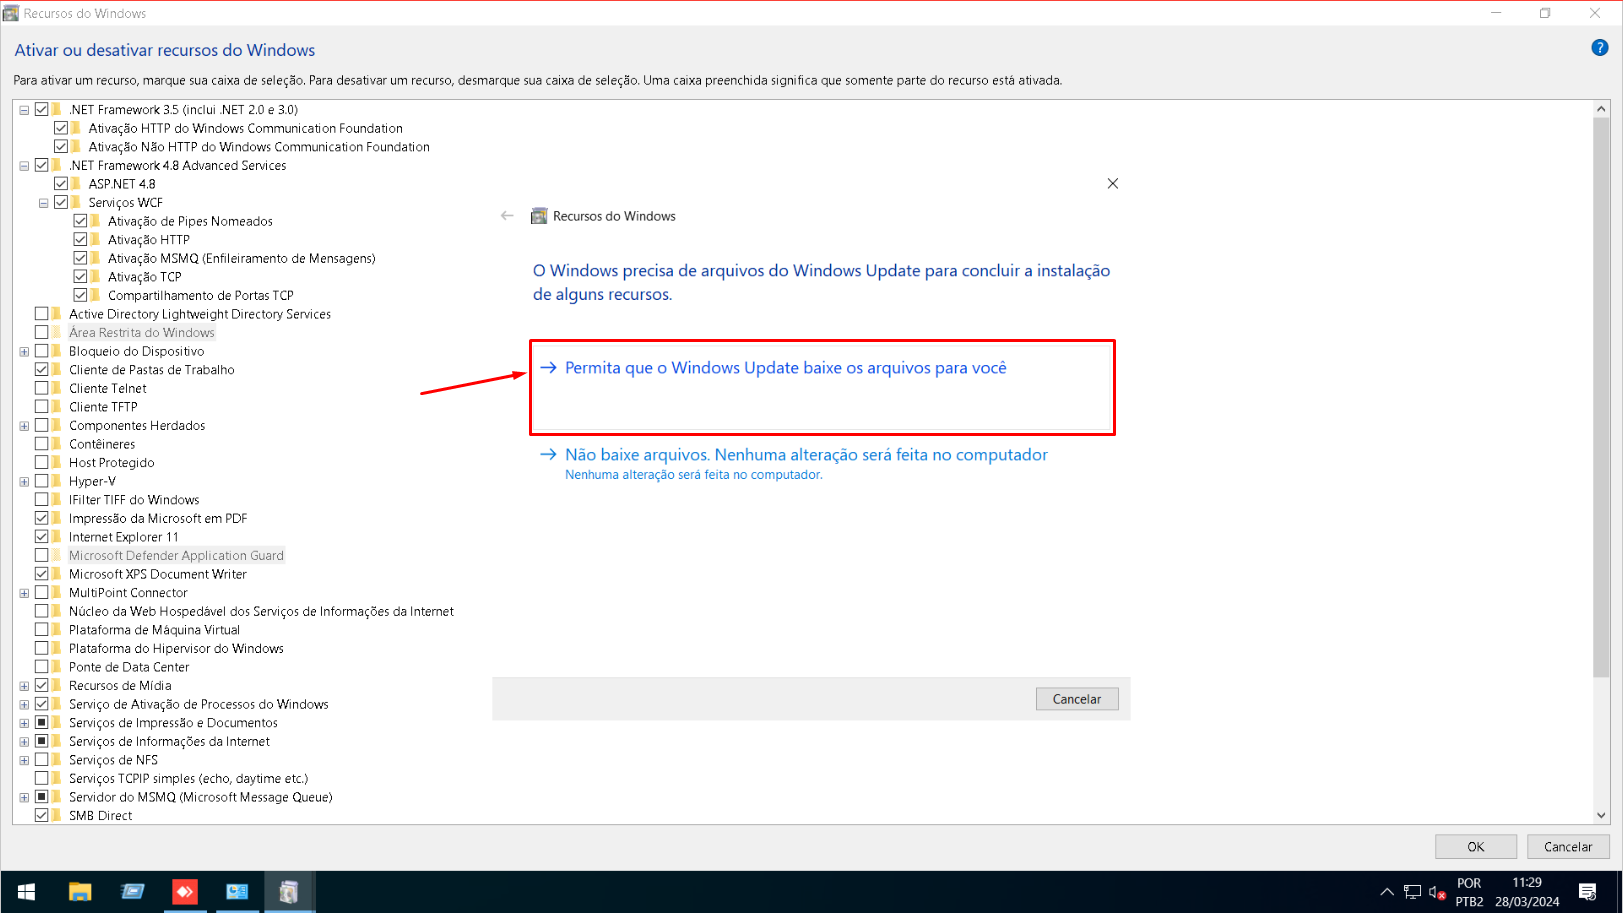 Recursos do Windows
Ativar ou desativar recursos do Windows
?
Para ativar um recurso, marque sua caixa de seleção. Para desativar um recurso, desmarque sua caixa de seleção. Uma caixa preenchida significa que somente parte do recurso está ativada.
.NET Framework 3.5 (inclui .NET 2.0 e 3.0)
Ativação HTTP do Windows Communication Foundation
Ativação Não HTTP do Windows Communication Foundation
.NET Framework 4.8 Advanced Services
ASP.NET 4.8
Serviços WCF
Ativação de Pipes Nomeados
Ativação HTTP
Ativação MSMQ (Enfileiramento de Mensagens)
Ativação TCP
Compartilhamento de Portas TCP
Active Directory Lightweight Directory Services
Área Restrita do Windows
Bloqueio do Dispositivo
Cliente de Pastas de Trabalho
Cliente Telnet
Cliente TFTP
Componentes Herdados
Contêineres
Host Protegido
Hyper-V
IFilter TIFF do Windows
Impressão da Microsoft em PDF
Internet Explorer 11
Microsoft Defender Application Guard
Microsoft XPS Document Writer
MultiPoint Connector
Núcleo da Web Hospedável dos Serviços de Informações da Internet
Plataforma de Máquina Virtual
Plataforma do Hipervisor do Windows
Ponte de Data Center
Recursos de Mídia
Serviço de Ativação de Processos do Windows
Serviços de Impressão e Documentos
Serviços de Informações da Internet
Serviços de NFS
Serviços TCPIP simples (echo, daytime etc.)
Servidor do MSMQ (Microsoft Message Queue)
SMB Direct
Recursos do Windows
O Windows precisa de arquivos do Windows Update para concluir a instalação
de alguns recursos.
Permita que o Windows Update baixe os arquivos para você
Não baixe arquivos. Nenhuma alteração será feita no computador
Nenhuma alteração será feita no computador.
Cancelar
OK
Cancelar
POR
PTB2
11:29
28/03/2024